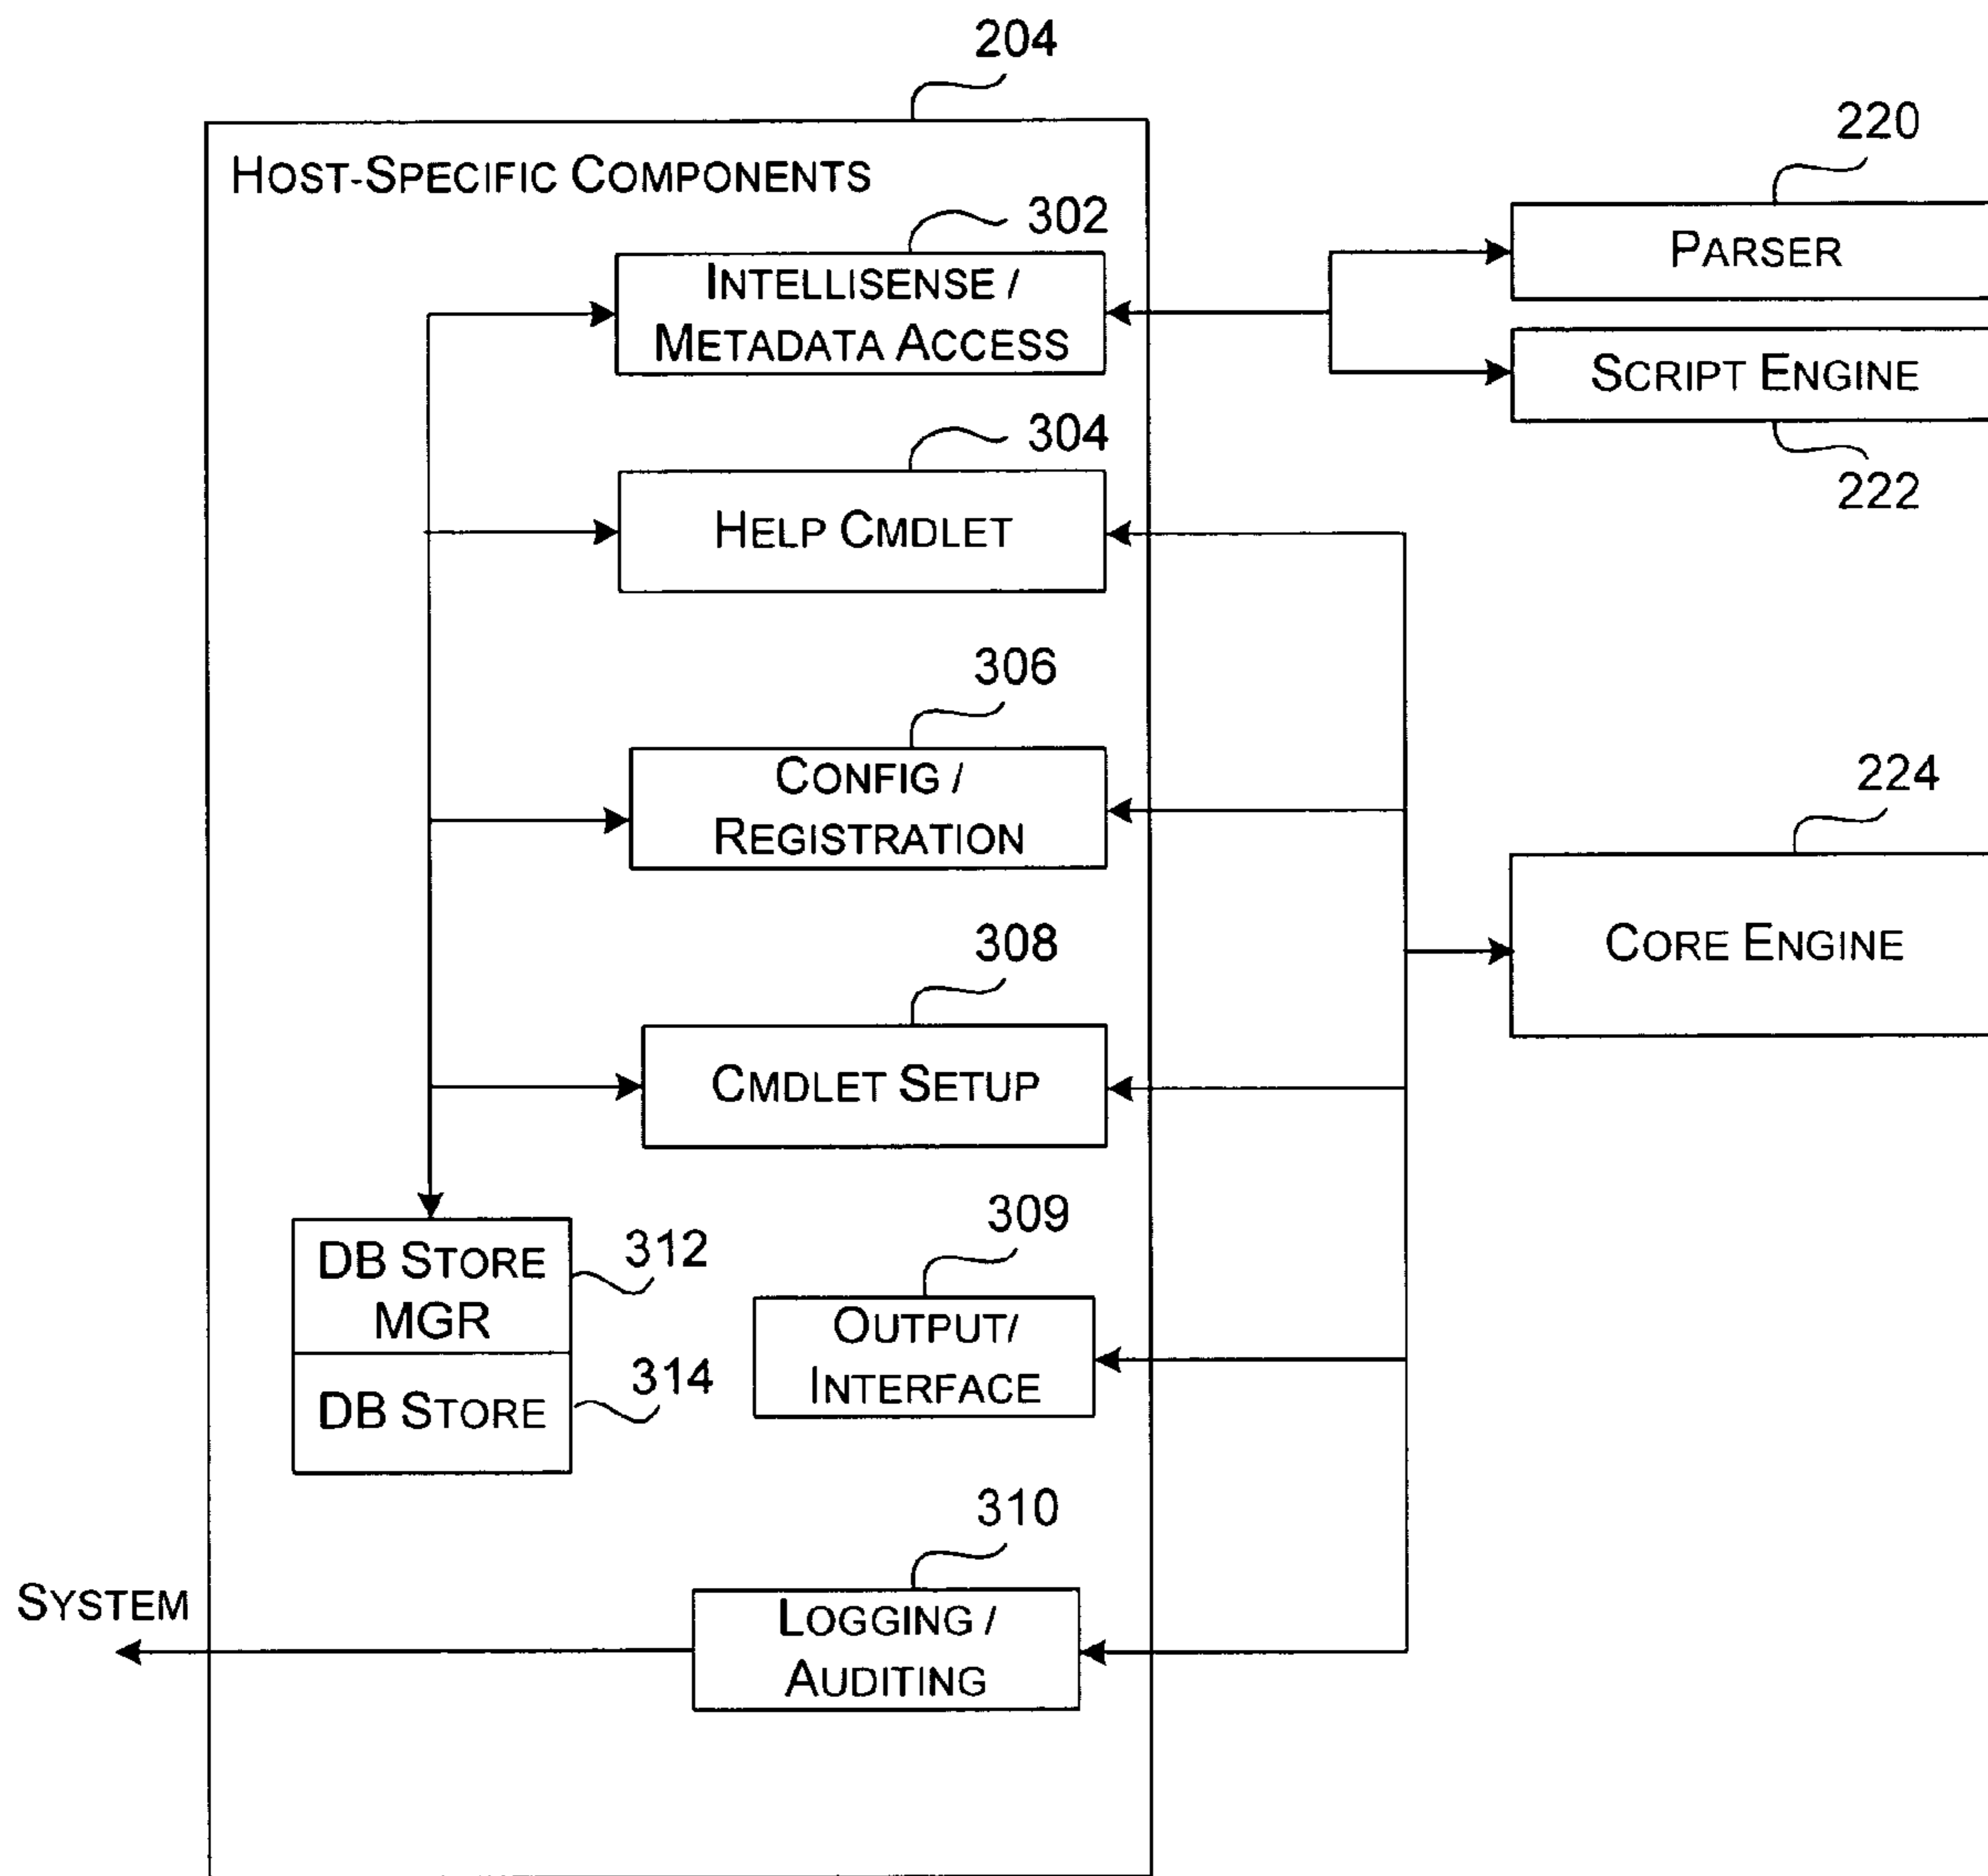 204
HOST-SPECIFIC COMPONENTS
302
INTELLISENSE /
METADATA ACCESS
220
PARSER
SCRIPT ENGINE
222
304
HELP CMDLET
306
CONFIG /
REGISTRATION
224
CORE ENGINE
308
CMDLET SETUP
DB STORE
MGR
312
DB STORE
314
309
OUTPUT/
INTERFACE
310
LOGGING /
AUDITING
SYSTEM